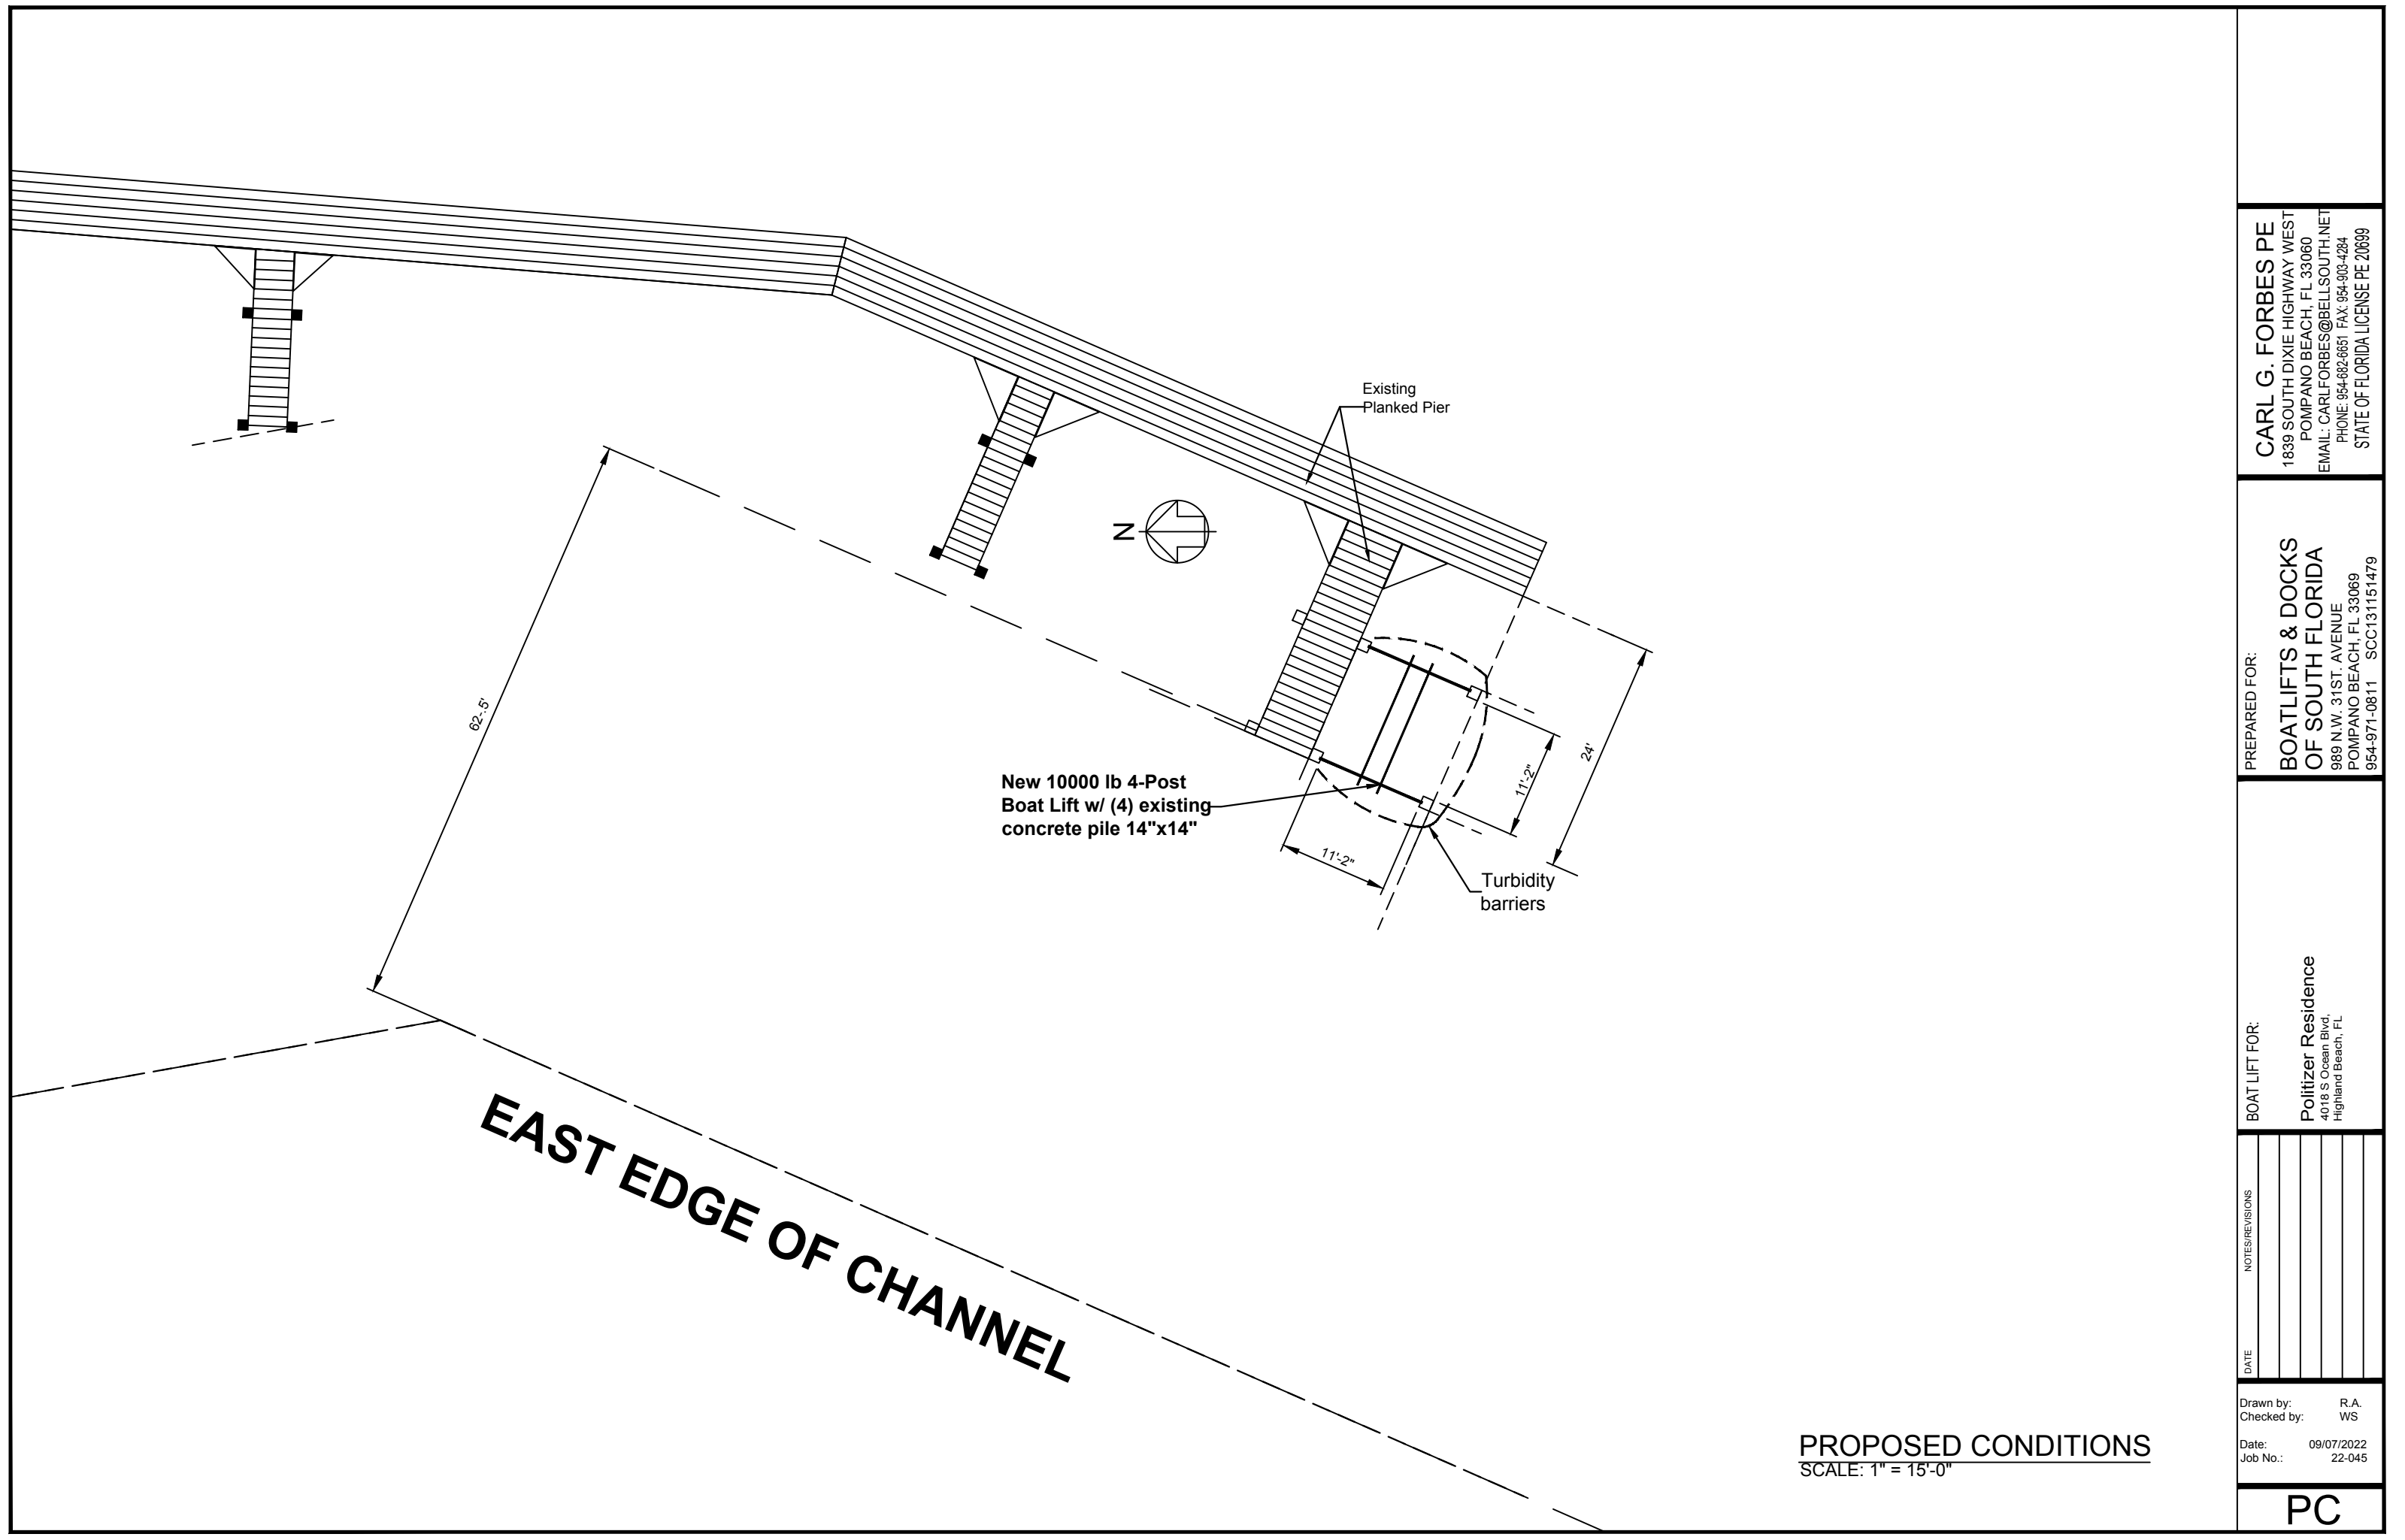 Existing
Planked Pier
N
62-.5'
New 10000 lb 4-Post
Boat Lift w/ (4) existing
concrete pile 14"x14"
11'-2"
24'
11'-2"
Turbidity
barriers
EAST EDGE OF CHANNEL
PROPOSED CONDITIONS
SCALE: 1" = 15'-0"
CARL G. FORBES PE
1839 SOUTH DIXIE HIGHWAY WEST
POMPANO BEACH, FL 33060
EMAIL: CARLFORBES@BELLSOUTH.NET
PHONE: 954-682-6651 FAX: 954-903-4284
STATE OF FLORIDA LICENSE PE 20699
PREPARED FOR:
BOATLIFTS & DOCKS
OF SOUTH FLORIDA
989 N.W. 31ST. AVENUE
POMPANO BEACH, FL 33069
954-971-0811 SCC131151479
BOAT LIFT FOR:
Politizer Residence
4018 S Ocean Blvd,
Highland Beach, FL
DATE NOTES/REVISIONS
Drawn by: R.A.
Checked by: WS
Date: 09/07/2022
Job No.: 22-045
PC